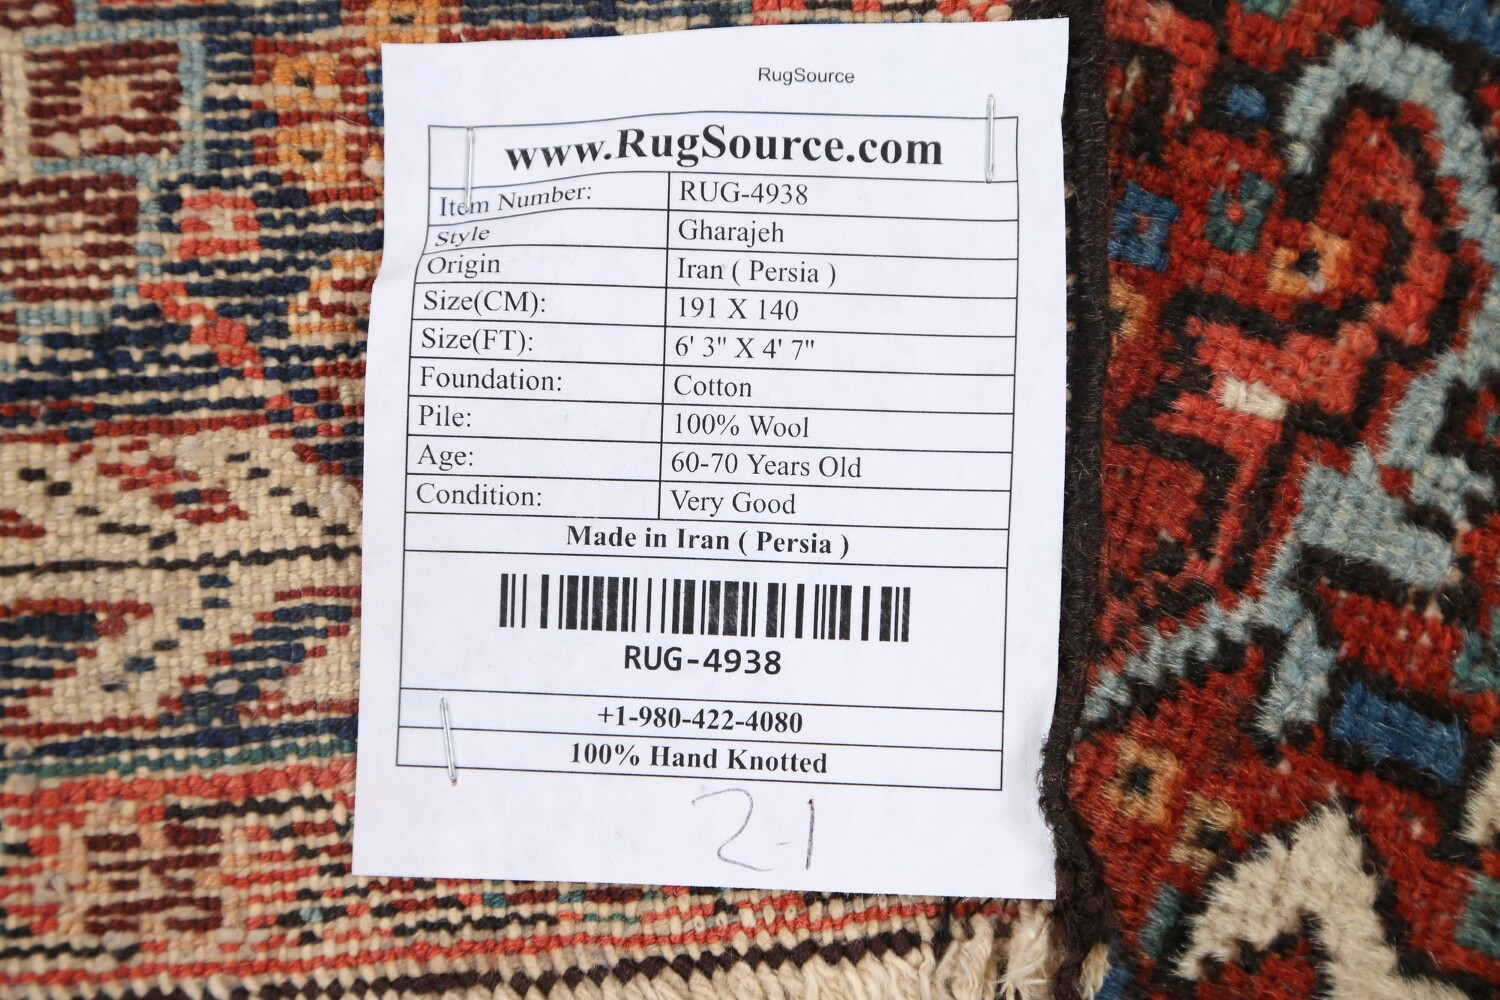 RugSource
www.RugSource.com
Item Number: RUG-4938
Style Gharajeh
Origin Iran ( Persia )
Size(CM): 191 X 140
Size(FT): 6' 3" X 4' 7"
Foundation: Cotton
Pile: 100% Wool
Age: 60-70 Years Old
Condition: Very Good
Made in Iran ( Persia )
RUG-4938
+1-980-422-4080
100% Hand Knotted
2-1